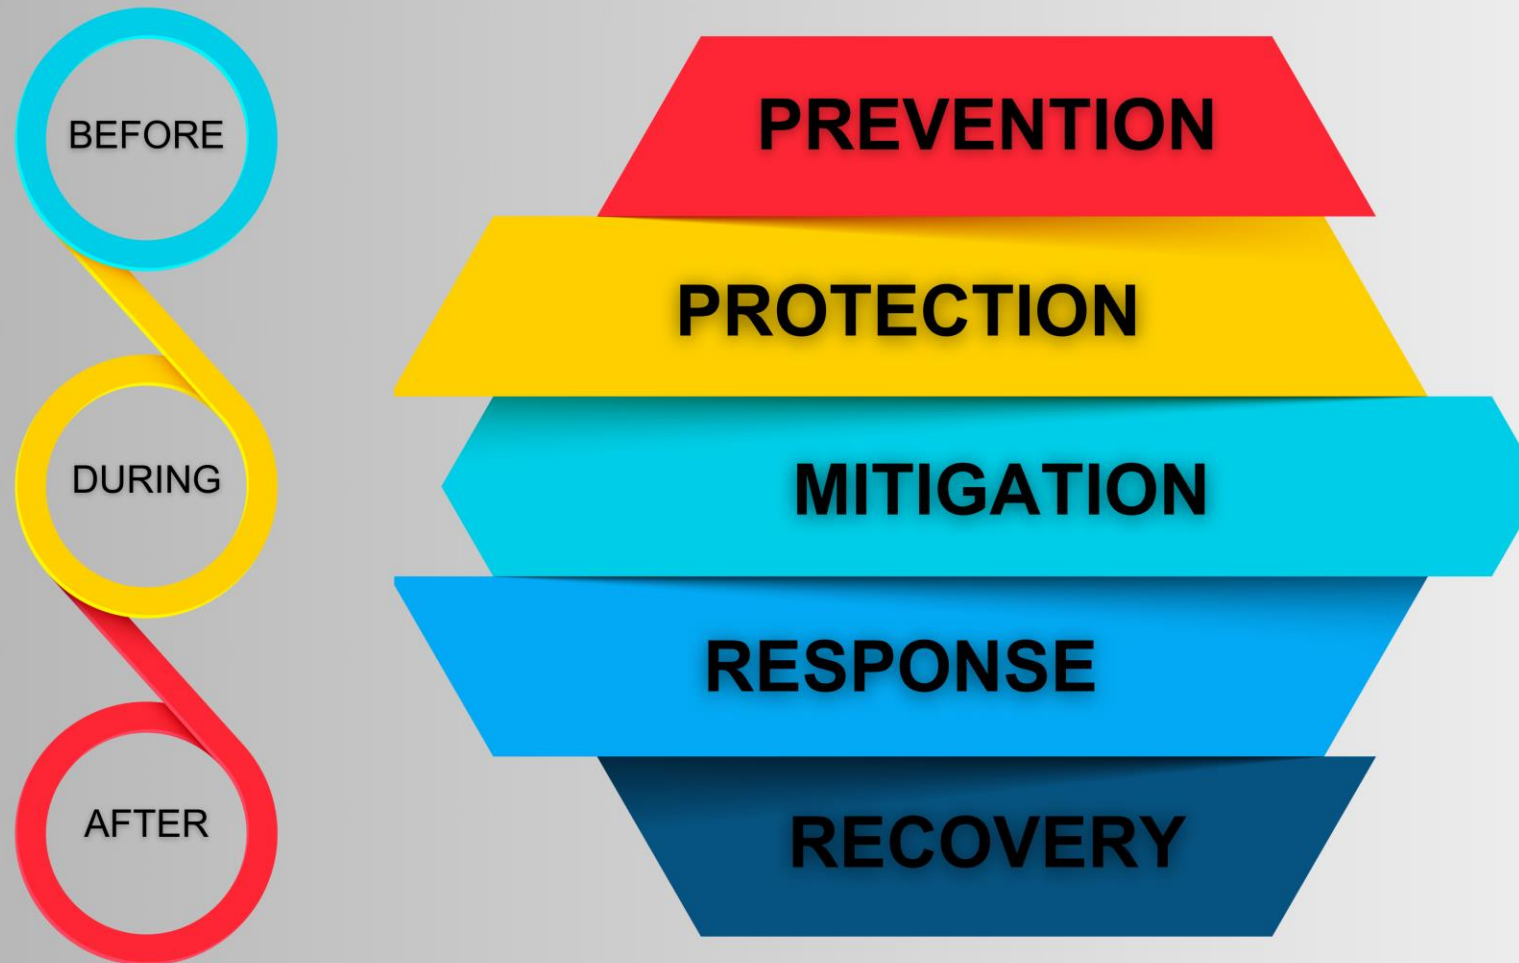 BEFORE
DURING
AFTER
PREVENTION
PROTECTION
MITIGATION
RESPONSE
RECOVERY